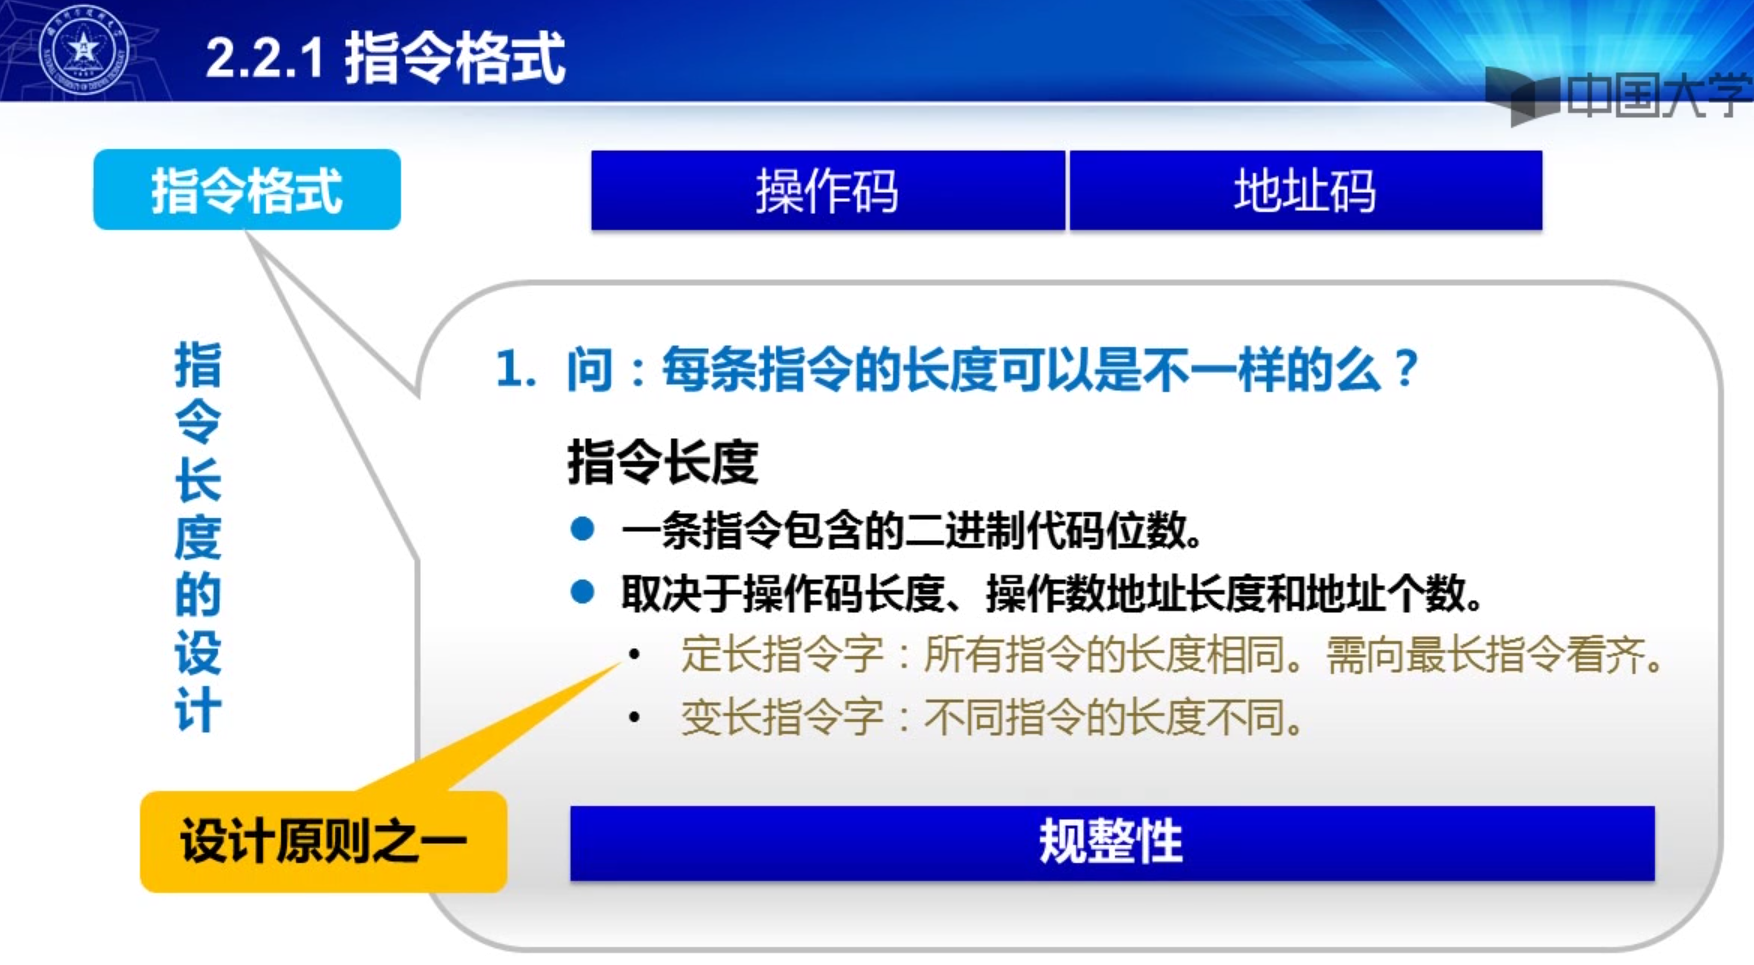 2.2.1 指令格式
中国大学
指令格式
操作码
地址码
指令长度的设计
1. 问：每条指令的长度可以是不一样的么？
指令长度
一条指令包含的二进制代码位数。
取决于操作码长度、操作数地址长度和地址个数。
定长指令字：所有指令的长度相同。需向最长指令看齐。
变长指令字：不同指令的长度不同。
设计原则之一
规整性